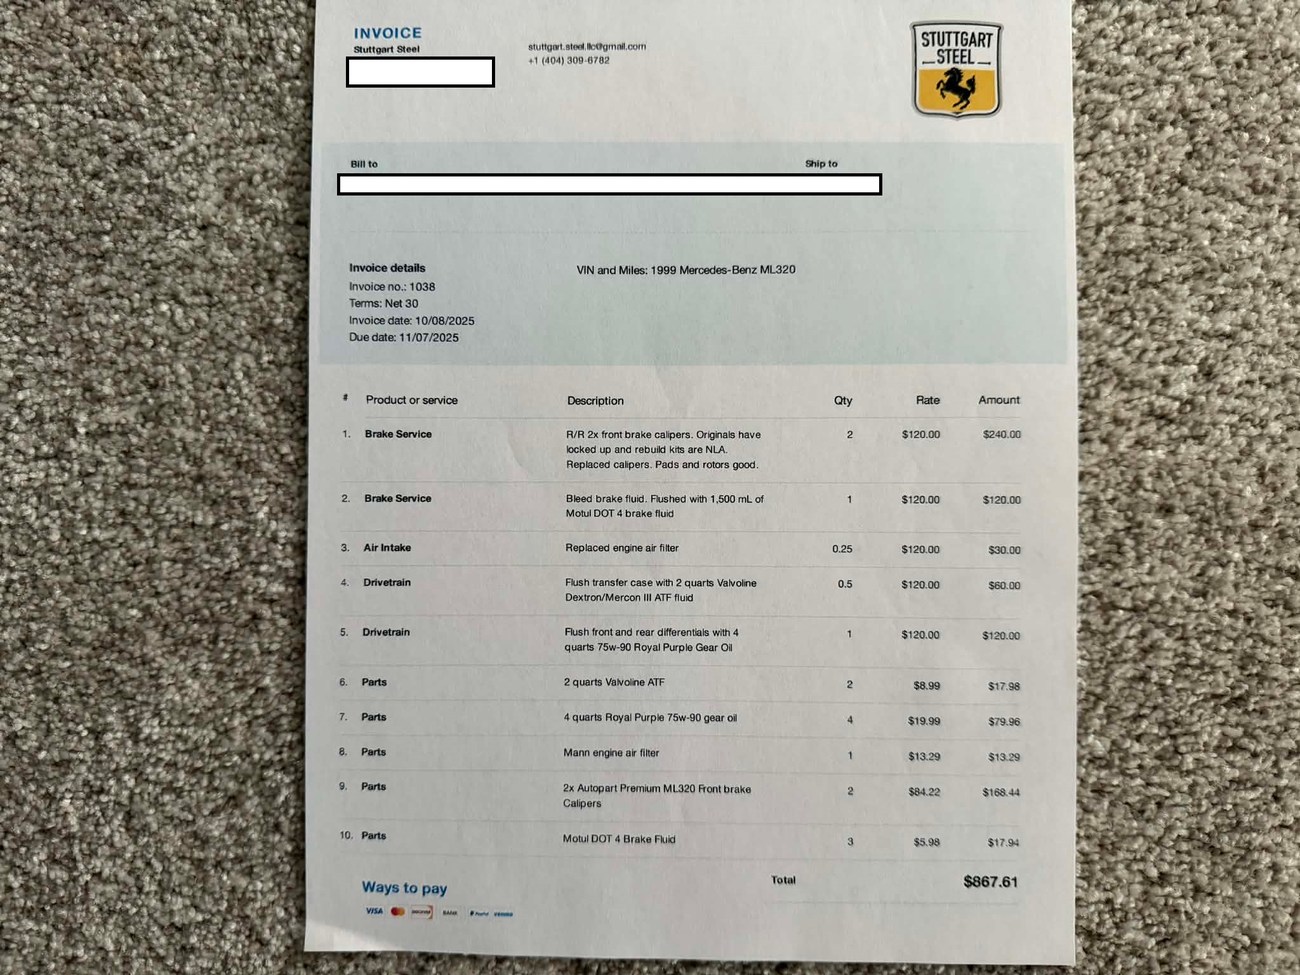 INVOICE
Stuttgart Steel
stuttgart.steel.llc@gmail.com
+1 (404) 309-6782
STUTTGART
STEEL
Bill to
Ship to
Invoice details
VIN and Miles: 1999 Mercedes-Benz ML320
Invoice no.: 1038
Terms: Net 30
Invoice date: 10/08/2025
Due date: 11/07/2025
# Product or service Description Qty Rate Amount
1. Brake Service R/R 2x front brake calipers. Originals have 2 $120.00 $240.00
locked up and rebuild kits are NLA.
Replaced calipers. Pads and rotors good.
2. Brake Service Bleed brake fluid. Flushed with 1,500 mL of 1 $120.00 $120.00
Motul DOT 4 brake fluid
3. Air Intake Replaced engine air filter 0.25 $120.00 $30.00
4. Drivetrain Flush transfer case with 2 quarts Valvoline 0.5 $120.00 $60.00
Dextron/Mercon III ATF fluid
5. Drivetrain Flush front and rear differentials with 4 1 $120.00 $120.00
quarts 75w-90 Royal Purple Gear Oil
6. Parts 2 quarts Valvoline ATF 2 $8.99 $17.98
7. Parts 4 quarts Royal Purple 75w-90 gear oil 4 $19.99 $79.96
8. Parts Mann engine air filter 1 $13.29 $13.29
9. Parts 2x Autopart Premium ML320 Front brake 2 $84.22 $168.44
Calipers
10. Parts Motul DOT 4 Brake Fluid 3 $5.98 $17.94
Total $867.61
Ways to pay
VISA DISCOVER BANK PayPal venmo